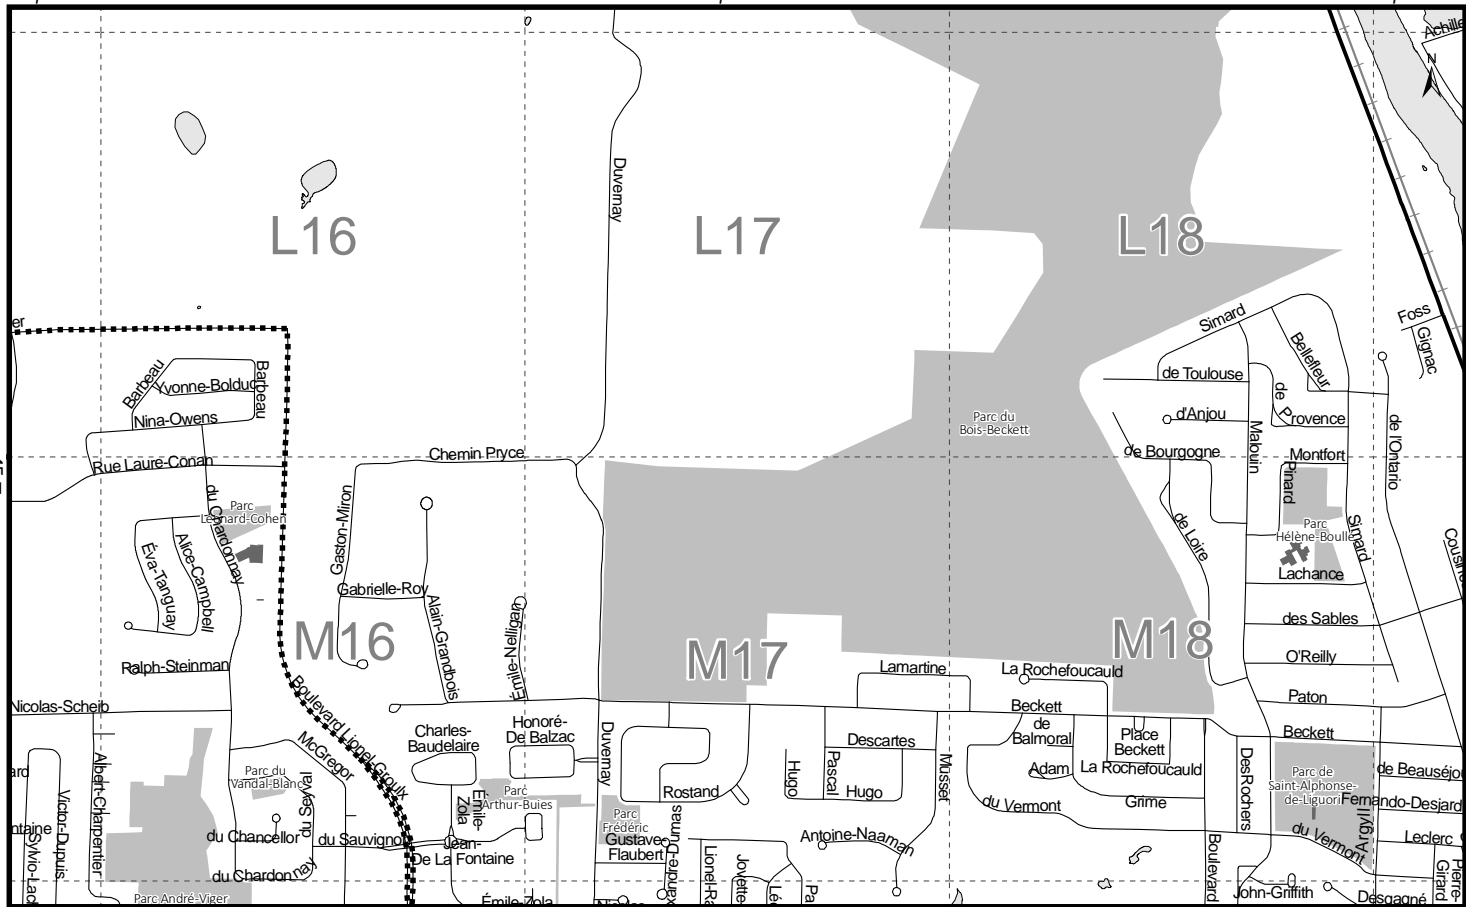 Achille
N
L16
L17
L18
Duvernay
er
Simard
Foss
Gignac
Bellefleur
Barbeau
Yvonne-Bolduc
Barbeau
Nina-Owens
de Toulouse
de
Provence
d'Anjou
Parc du
Bois-Beckett
Malouin
de l'Ontario
de Bourgogne
Montfort
Chemin Pryce
Rue Laure-Conan
Pinard
du Chardonnay
Parc
Leonard-Cohen
Gaston-Miron
de Loire
Parc
Hélène-Boullé
Simard
Lachance
Éva-Tanguay
Alice-Campbell
Gabrielle-Roy
Alain-Grandbois
Émile-Nelligan
des Sables
M16
M17
M18
O'Reilly
Ralph-Steinman
Lamartine
La Rochefoucauld
Paton
Nicolas-Scheib
Boulevard Lionel-Groulx
Beckett
Beckett
Charles-
Baudelaire
Honoré-
De Balzac
Duvernay
Descartes
de
Balmoral
Place
Beckett
McGregor
Albert-Charpentier
Parc du
Vandal-Blanc
Hugo
Pascal
Musset
Adam
La Rochefoucauld
DesRochers
Parc de
Saint-Alphonse-
de-Liguori
ard
Victor-Dupuis
du Seyval
Émile-
Zola
Parc
Arthur-Buies
Rostand
Hugo
du Vermont
Grime
Argyll
Parc
Frédéric
ntaine
du Chancellor
du Sauvignon
Jean-
De La Fontaine
Gustave-
Flaubert
Antoine-Naaman
du Vermont
Leclerc
du Chardonnay
Lionel-
Jovette-
Boulevard
John-Griffith
Desgagné
Pierre-
Girard
Parc André-Viger
Émile-Zola